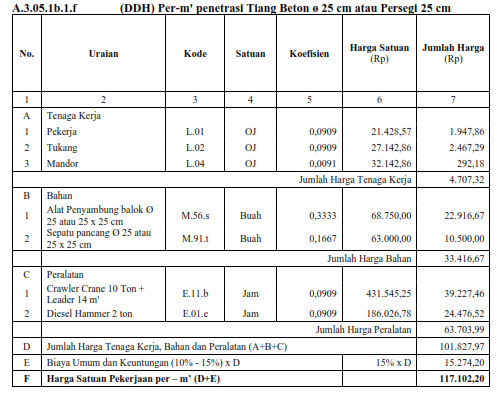 A.3.05.1b.1.f (DDH) Per-m' penetrasi Tiang Beton ø 25 cm atau Persegi 25 cm
No. Uraian Kode Satuan Koefisien Harga Satuan (Rp) Jumlah Harga (Rp)
1 2 3 4 5 6 7
A Tenaga Kerja
1 Pekerja L.01 OJ 0,0909 21.428,57 1.947,86
2 Tukang L.02 OJ 0,0909 27.142,86 2.467,29
3 Mandor L.04 OJ 0,0091 32.142,86 292,18
Jumlah Harga Tenaga Kerja 4.707,32
B Bahan
1 Alat Penyambung balok Ø 25 atau 25 x 25 cm M.56.s Buah 0,3333 68.750,00 22.916,67
2 Sepatu pancang Ø 25 atau 25 x 25 cm M.91.t Buah 0,1667 63.000,00 10.500,00
Jumlah Harga Bahan 33.416,67
C Peralatan
1 Crawler Crane 10 Ton + Leader 14 m' E.11.b Jam 0,0909 431.545,25 39.227,46
2 Diesel Hammer 2 ton E.01.e Jam 0,0909 186.026,78 24.476,52
Jumlah Harga Peralatan 63.703,99
D Jumlah Harga Tenaga Kerja, Bahan dan Peralatan (A+B+C) 101.827,97
E Biaya Umum dan Keuntungan (10% - 15%) x D 15% x D 15.274,20
F Harga Satuan Pekerjaan per – m' (D+E) 117.102,20